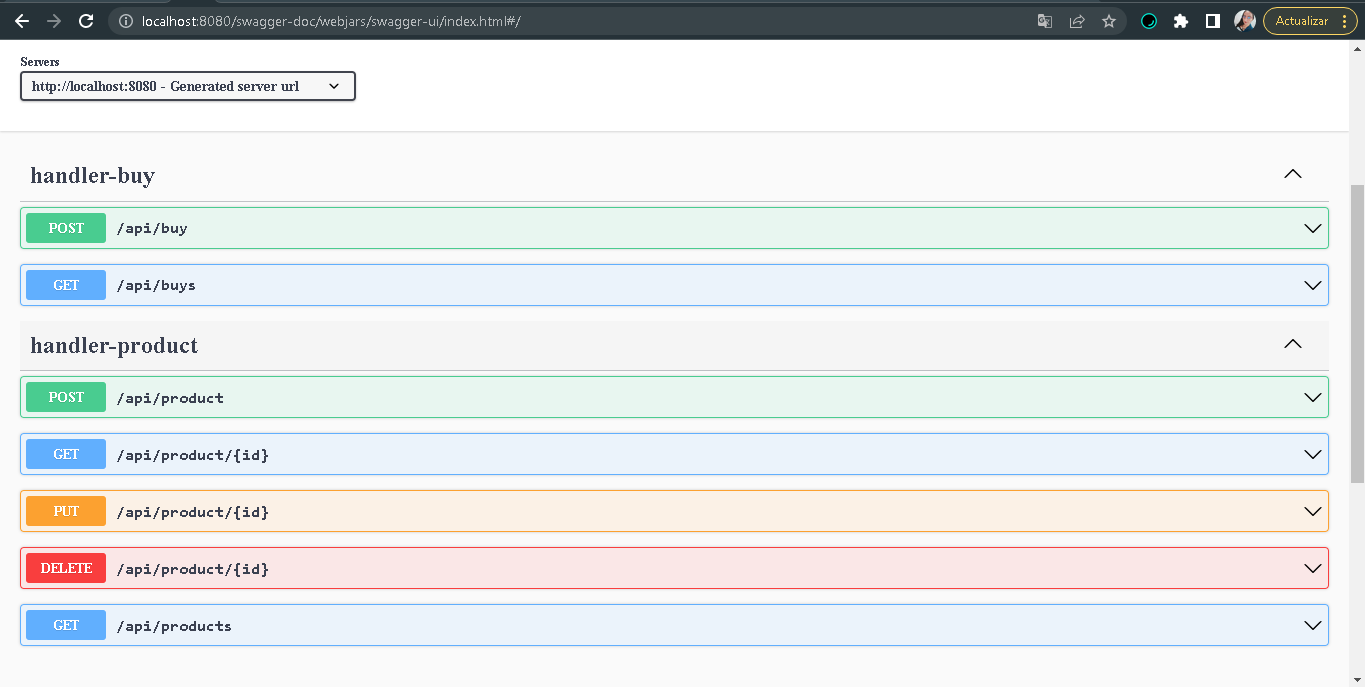 localhost:8080/swagger-doc/webjars/swagger-ui/index.html#/
Actualizar
Servers
http://localhost:8080 - Generated server url
handler-buy
POST /api/buy
GET /api/buys
handler-product
POST /api/product
GET /api/product/{id}
PUT /api/product/{id}
DELETE /api/product/{id}
GET /api/products